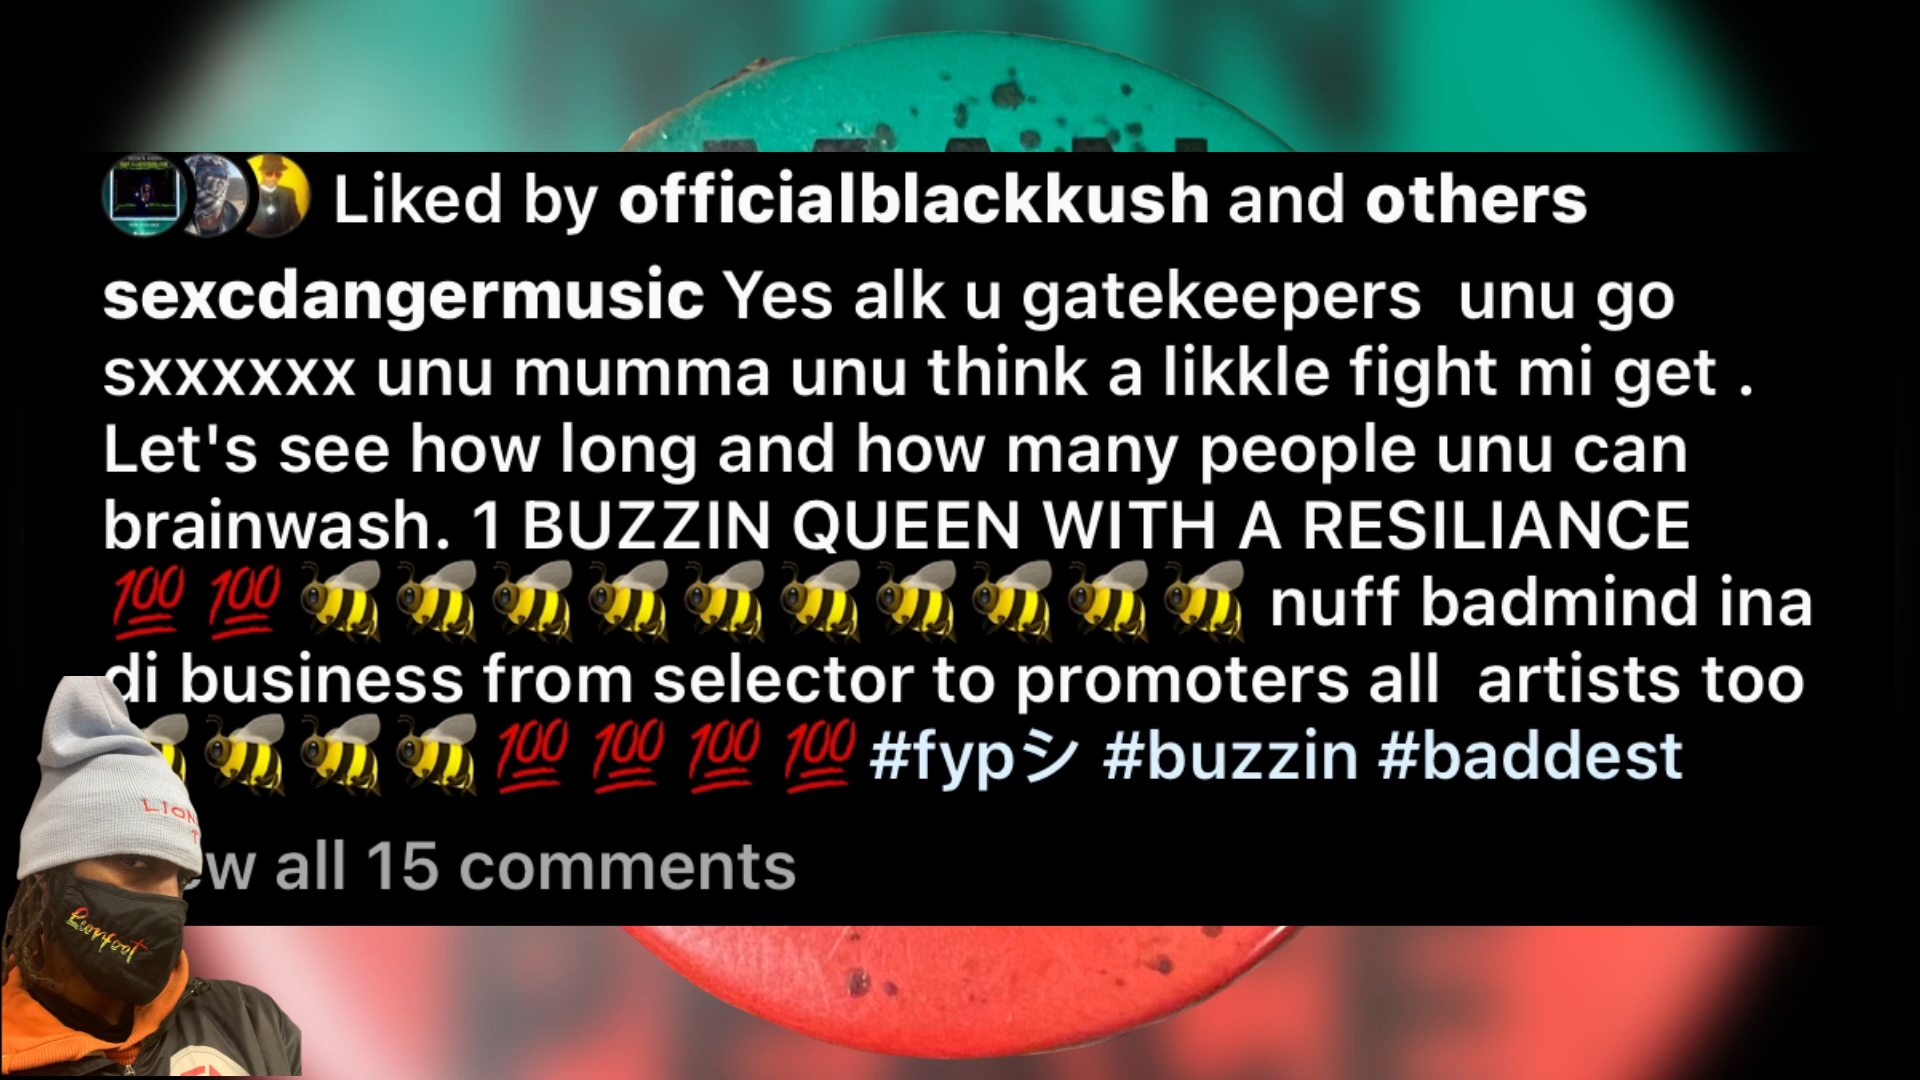 Liked by officialblackkush and others
sexcdangermusic Yes alk u gatekeepers unu go
sxxxxxx unu mumma unu think a likkle fight mi get .
Let's see how long and how many people unu can
brainwash. 1 BUZZIN QUEEN WITH A RESILIANCE
💯💯🐝🐝🐝🐝🐝🐝🐝🐝🐝🐝 nuff badmind ina
di business from selector to promoters all artists too
🐝🐝🐝🐝💯💯💯💯 #fypシ #buzzin #baddest
ew all 15 comments
LION